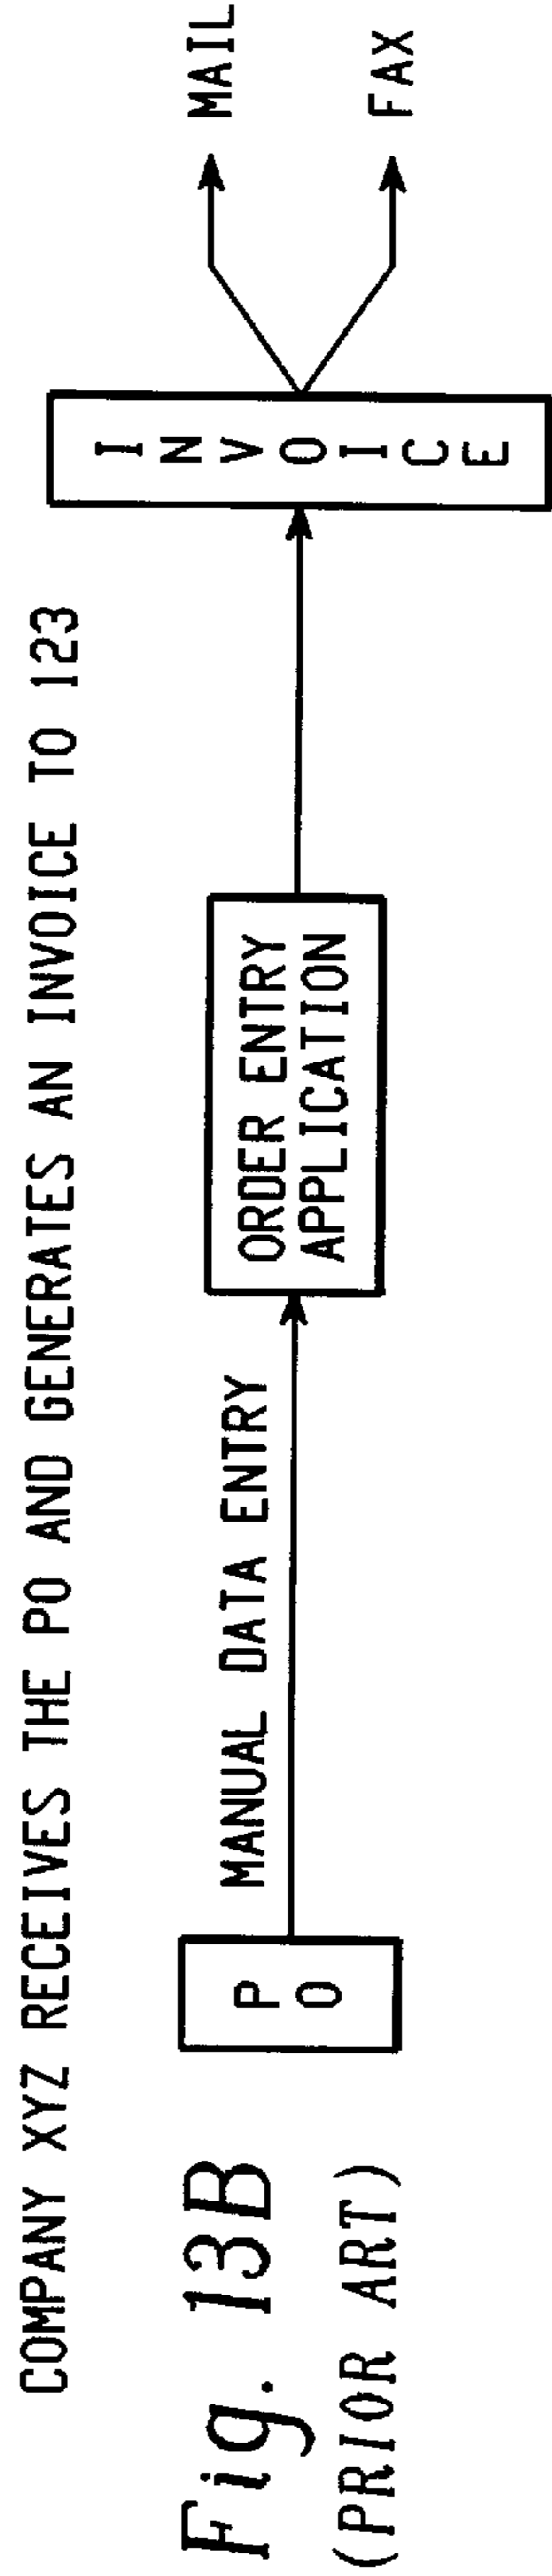 COMPANY XYZ RECEIVES THE PO AND GENERATES AN INVOICE TO 123
PO
MANUAL DATA ENTRY
ORDER ENTRY
APPLICATION
INVOICE
MAIL
FAX
Fig. 13B
(PRIOR ART)